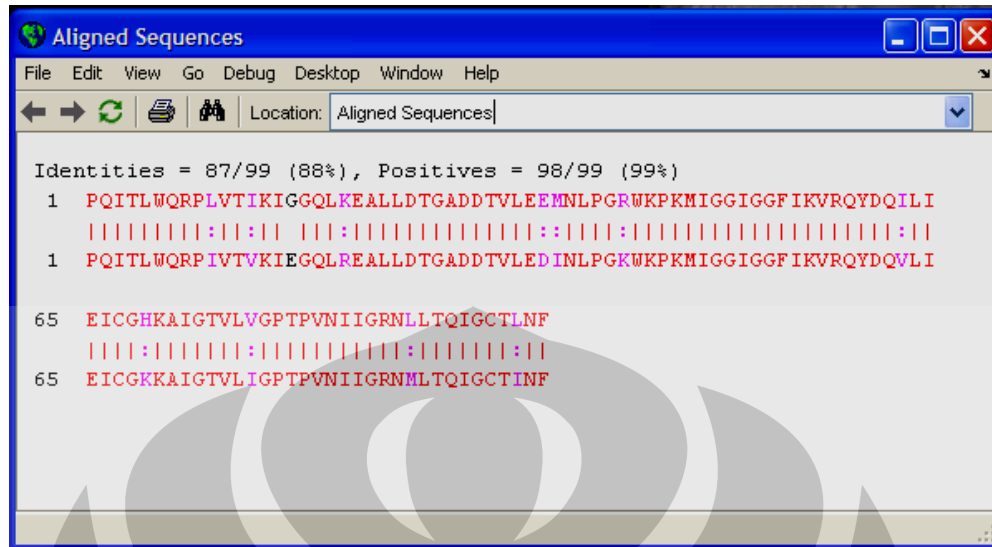 Aligned Sequences
File Edit View Go Debug Desktop Window Help
Location: Aligned Sequences
Identities = 87/99 (88%), Positives = 98/99 (99%)
1 PQITLWQRPLVTIKIGGQLKEALLDTGADDTVLEEMNLPGRWKPKMIGGIGGFIKVRQYDQILI
|||||||||:||:|| |||:||||||||||||||::||||:||||||||||||||||||||:||
1 PQITLWQRPIVTVKIEGQLREALLDTGADDTVLEDINLPGKWKPKMIGGIGGFIKVRQYDQVLI
65 EICGHKAIGTVLVGPTPVNIIGRNLLTQIGCTLNF
||||:|||||||:|||||||||||:|||||||:||
65 EICGKKAIGTVLIGPTPVNIIGRNMLTQIGCTINF